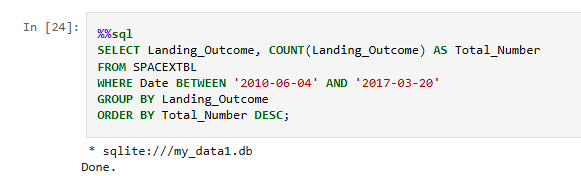 In [24]:
%%sql
SELECT Landing_Outcome, COUNT(Landing_Outcome) AS Total_Number
FROM SPACEXTBL
WHERE Date BETWEEN '2010-06-04' AND '2017-03-20'
GROUP BY Landing_Outcome
ORDER BY Total_Number DESC;
* sqlite:///my_data1.db
Done.